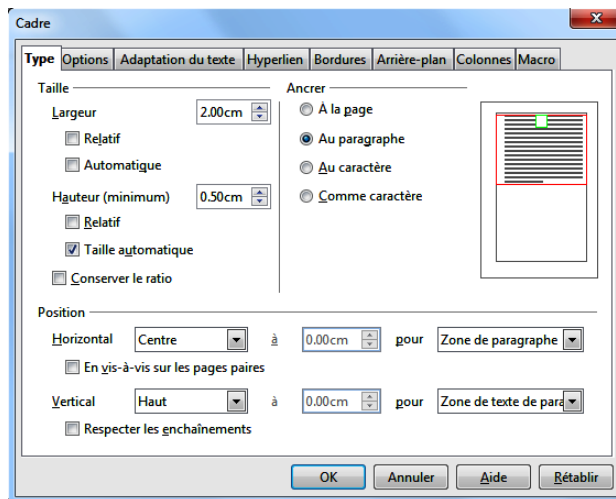 Cadre
Type Options Adaptation du texte Hyperlien Bordures Arrière-plan Colonnes Macro
Taille
Ancrer
Largeur 2.00cm
À la page
Relatif
Au paragraphe
Automatique
Au caractère
Hauteur (minimum) 0.50cm
Comme caractère
Relatif
Taille automatique
Conserver le ratio
Position
Horizontal Centre à 0.00cm pour Zone de paragraphe
En vis-à-vis sur les pages paires
Vertical Haut à 0.00cm pour Zone de texte de para
Respecter les enchaînements
OK Annuler Aide Rétablir